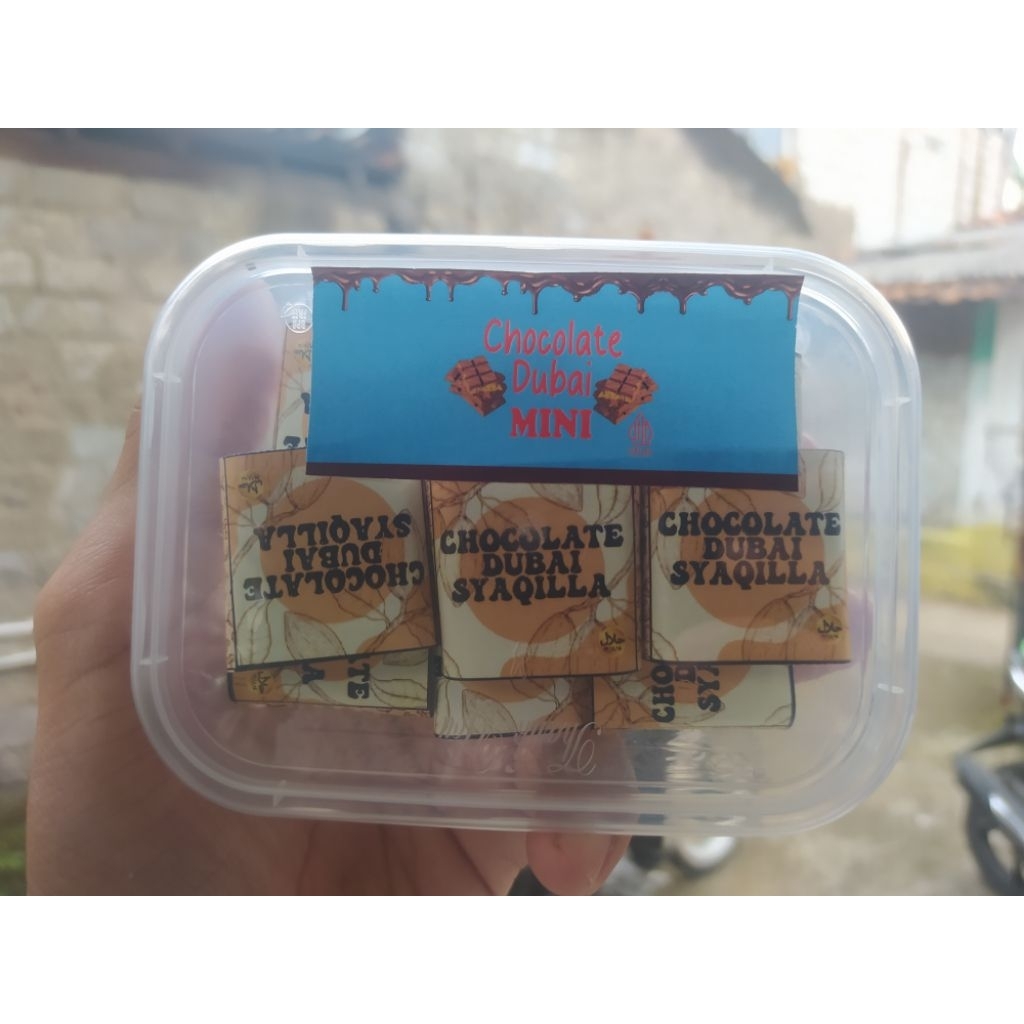 Chocolate
Dubai
MINI
CHOCOLATE
DUBAI
SYAQILLA
CHOCOLATE
DUBAI
SYAQILLA
CHOCOLATE
DUBAI
SYAQILLA